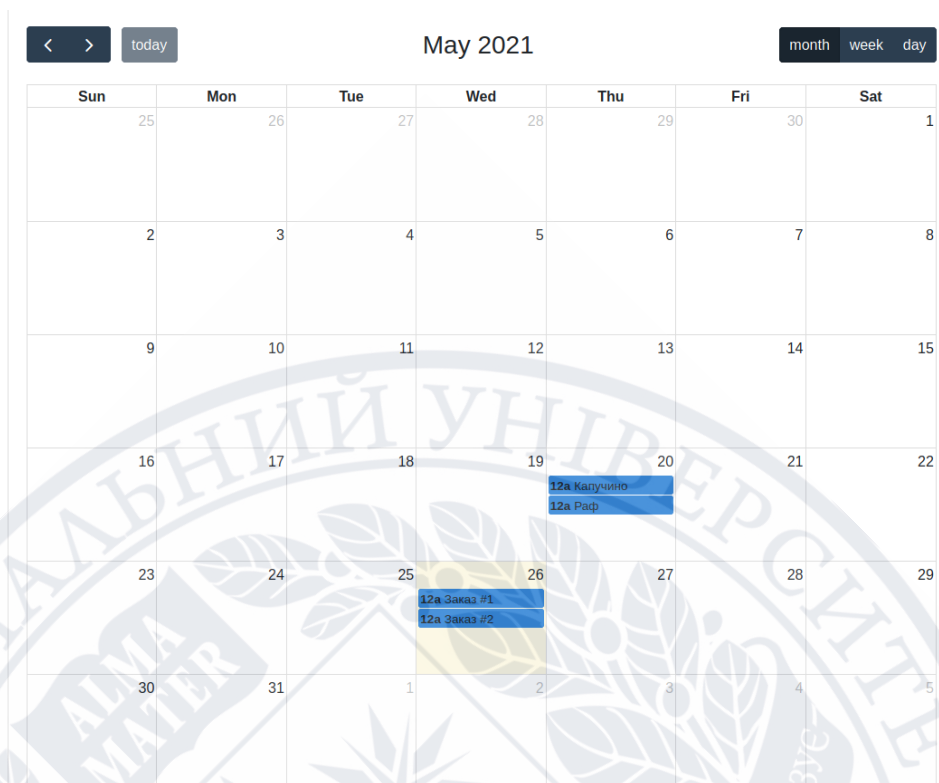 today
May 2021
month week day
Sun Mon Tue Wed Thu Fri Sat
25 26 27 28 29 30 1
2 3 4 5 6 7 8
9 10 11 12 13 14 15
16 17 18 19 20 21 22
12a Капучино
12a Раф
23 24 25 26 27 28 29
12a Заказ #1
12a Заказ #2
30 31 1 2 3 4 5
АЛЬНИЙ УНІВЕРСИТЕ
ALMA
MATER